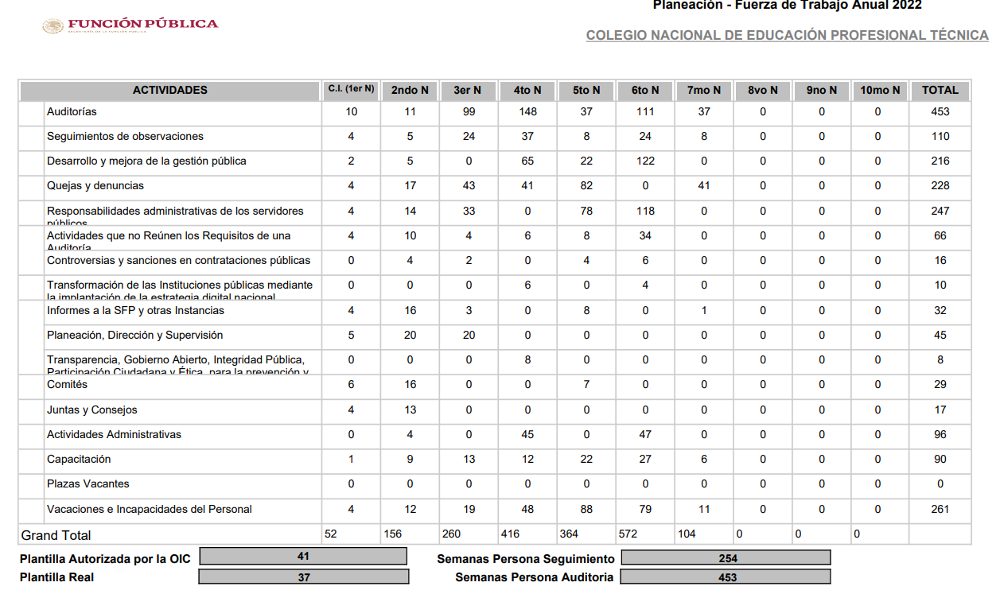 Planeación - Fuerza de Trabajo Anual 2022
FUNCIÓN PÚBLICA
SECRETARÍA DE LA FUNCIÓN PÚBLICA
COLEGIO NACIONAL DE EDUCACIÓN PROFESIONAL TÉCNICA
ACTIVIDADES C.I. (1er N) 2ndo N 3er N 4to N 5to N 6to N 7mo N 8vo N 9no N 10mo N TOTAL
Auditorías 10 11 99 148 37 111 37 0 0 0 453
Seguimientos de observaciones 4 5 24 37 8 24 8 0 0 0 110
Desarrollo y mejora de la gestión pública 2 5 0 65 22 122 0 0 0 0 216
Quejas y denuncias 4 17 43 41 82 0 41 0 0 0 228
Responsabilidades administrativas de los servidores 4 14 33 0 78 118 0 0 0 0 247
públicos
Actividades que no Reúnen los Requisitos de una 4 10 4 6 8 34 0 0 0 0 66
Auditoría
Controversias y sanciones en contrataciones públicas 0 4 2 0 4 6 0 0 0 0 16
Transformación de las Instituciones públicas mediante 0 0 0 6 0 4 0 0 0 0 10
la implantación de la estrategia digital nacional
Informes a la SFP y otras Instancias 4 16 3 0 8 0 1 0 0 0 32
Planeación, Dirección y Supervisión 5 20 20 0 0 0 0 0 0 0 45
Transparencia, Gobierno Abierto, Integridad Pública, 0 0 0 8 0 0 0 0 0 0 8
Participación Ciudadana y Ética, para la prevención y
Comités 6 16 0 0 7 0 0 0 0 0 29
Juntas y Consejos 4 13 0 0 0 0 0 0 0 0 17
Actividades Administrativas 0 4 0 45 0 47 0 0 0 0 96
Capacitación 1 9 13 12 22 27 6 0 0 0 90
Plazas Vacantes 0 0 0 0 0 0 0 0 0 0 0
Vacaciones e Incapacidades del Personal 4 12 19 48 88 79 11 0 0 0 261
Grand Total 52 156 260 416 364 572 104 0 0 0
Plantilla Autorizada por la OIC 41 Semanas Persona Seguimiento 254
Plantilla Real 37 Semanas Persona Auditoria 453